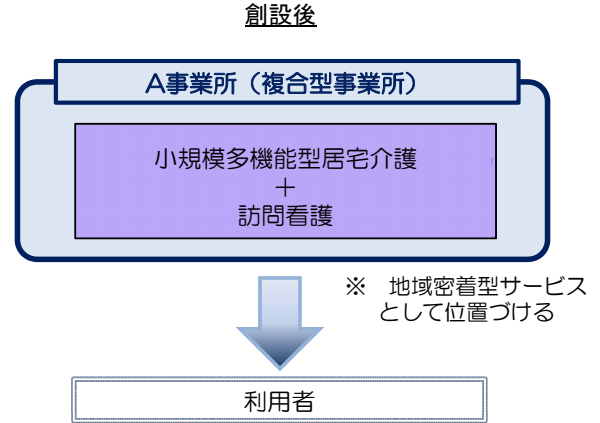 創設後
A事業所（複合型事業所）
小規模多機能型居宅介護
＋
訪問看護
※　地域密着型サービス
として位置づける
利用者